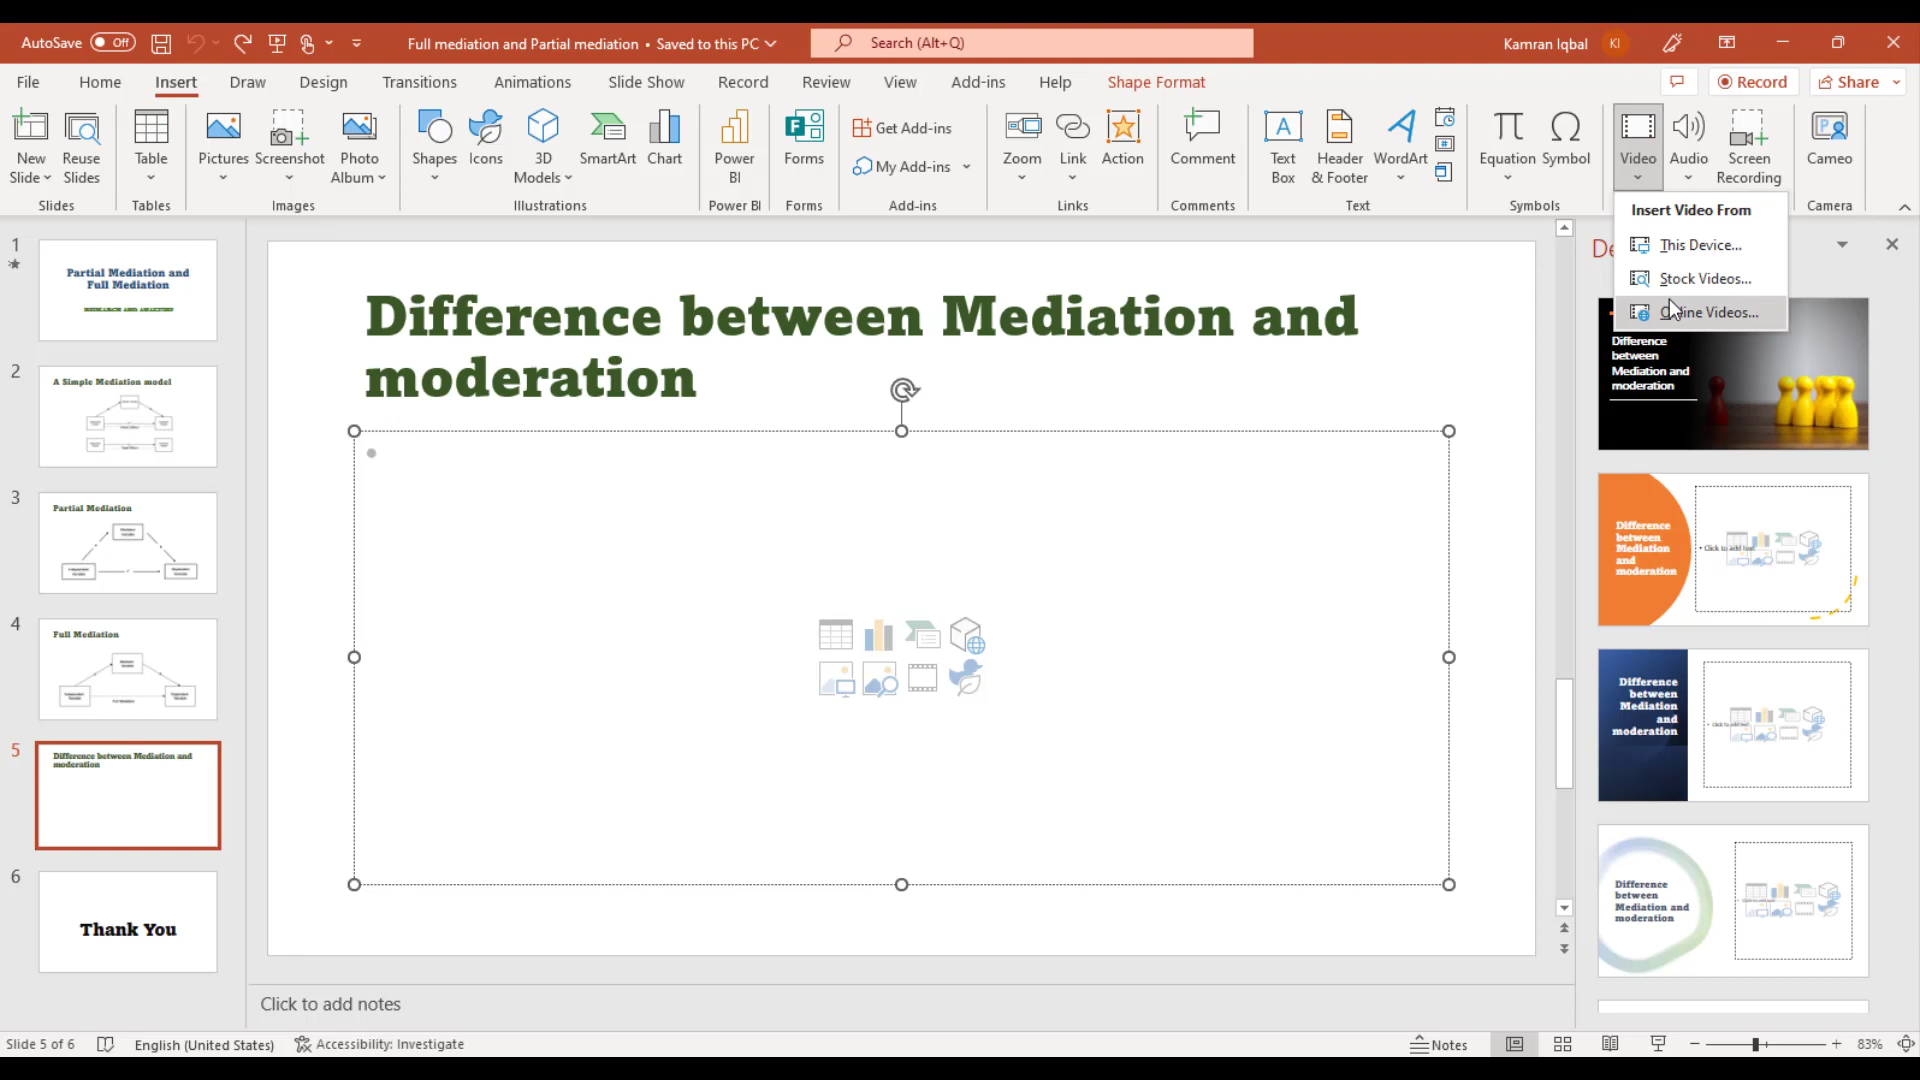 AutoSave Off
Full mediation and Partial mediation • Saved to this PC
Search (Alt+Q)
Kamran Iqbal KI
File Home Insert Draw Design Transitions Animations Slide Show Record Review View Add-ins Help Shape Format
Record Share
New Slide
Reuse Slides
Slides
Table
Tables
Pictures
Screenshot
Photo Album
Images
Shapes
Icons
3D Models
SmartArt
Chart
Illustrations
Power BI
Power BI
Forms
Forms
Get Add-ins
My Add-ins
Add-ins
Zoom
Link
Action
Links
Comment
Comments
Text Box
Header & Footer
WordArt
Text
Equation
Symbol
Symbols
Video
Audio
Screen Recording
Cameo
Camera
Insert Video From
This Device...
Stock Videos...
Videos...
1
Partial Mediation and
Full Mediation
2
A Simple Mediation model
3
Partial Mediation
4
Full Mediation
5
Difference between Mediation and
moderation
6
Thank You
Difference between Mediation and
moderation
Click to add notes
Difference
between
Mediation and
moderation
Difference
between
Mediation
and
moderation
• Click to add text
Difference
between
Mediation
and
moderation
• Click to add text
Difference
between
Mediation and
moderation
Slide 5 of 6
English (United States)
Accessibility: Investigate
Notes
83%